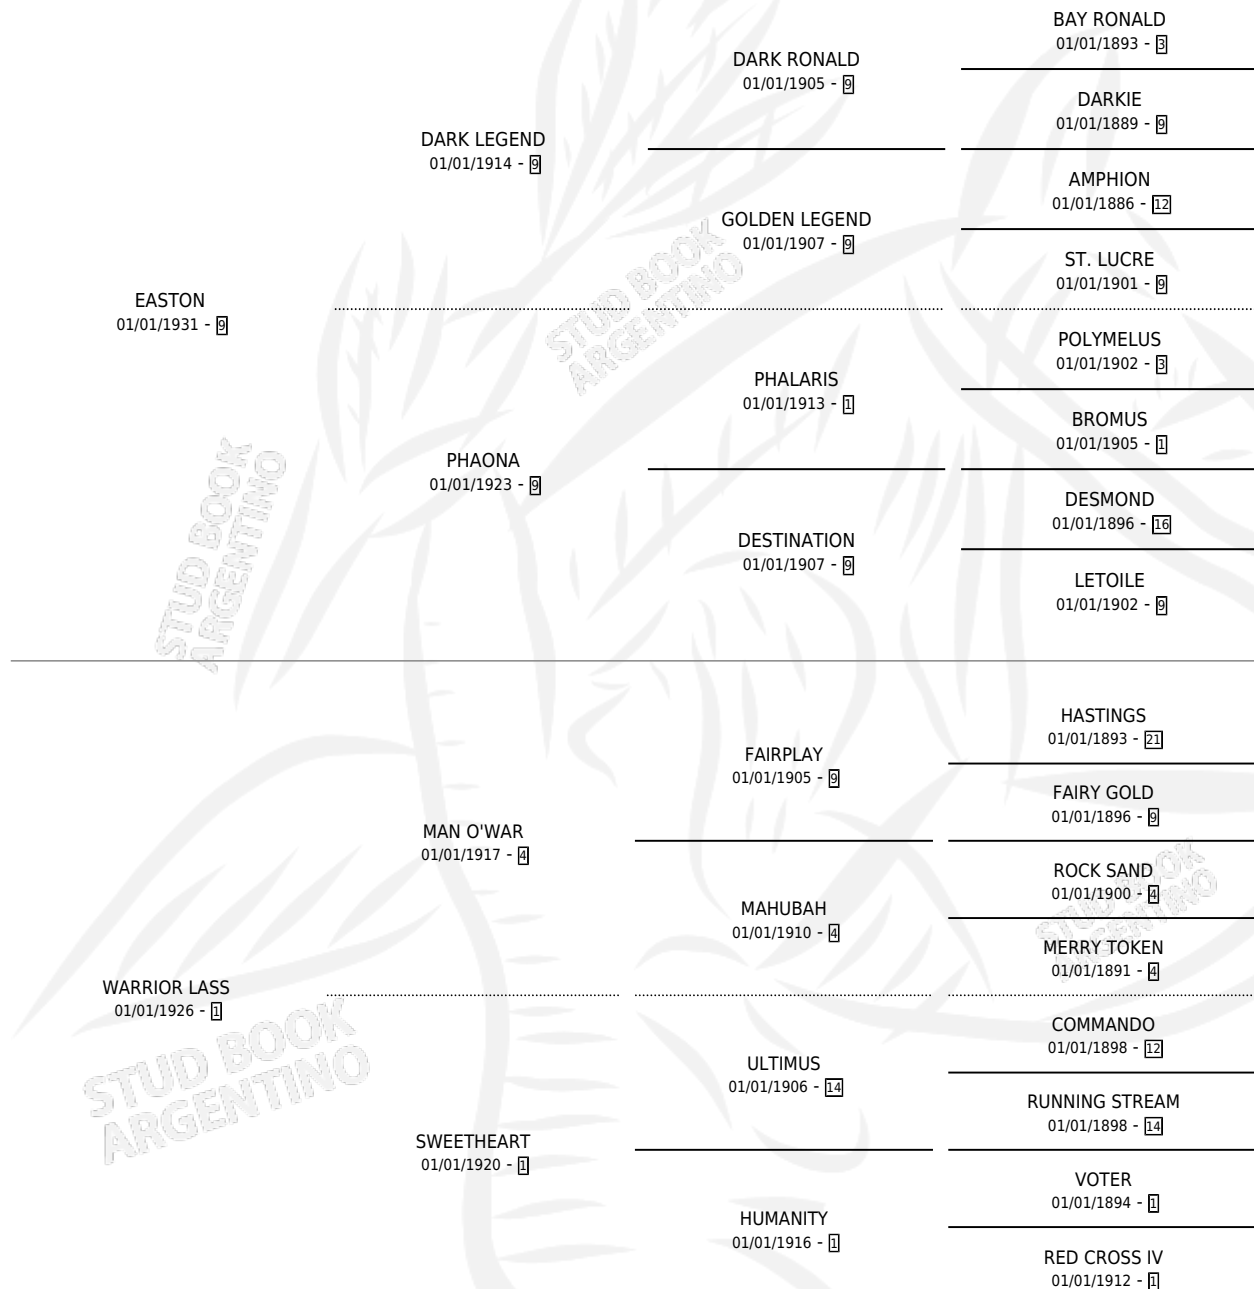 EASTON
01/01/1931 - 9
DARK LEGEND
01/01/1914 - 9
PHAONA
01/01/1923 - 9
DARK RONALD
01/01/1905 - 9
GOLDEN LEGEND
01/01/1907 - 9
PHALARIS
01/01/1913 - 1
DESTINATION
01/01/1907 - 9
BAY RONALD
01/01/1893 - 3
DARKIE
01/01/1889 - 9
AMPHION
01/01/1886 - 12
ST. LUCRE
01/01/1901 - 9
POLYMELUS
01/01/1902 - 3
BROMUS
01/01/1905 - 1
DESMOND
01/01/1896 - 16
LETOILE
01/01/1902 - 9
WARRIOR LASS
01/01/1926 - 1
MAN O'WAR
01/01/1917 - 4
SWEETHEART
01/01/1920 - 1
FAIRPLAY
01/01/1905 - 9
MAHUBAH
01/01/1910 - 4
ULTIMUS
01/01/1906 - 14
HUMANITY
01/01/1916 - 1
HASTINGS
01/01/1893 - 21
FAIRY GOLD
01/01/1896 - 9
ROCK SAND
01/01/1900 - 4
MERRY TOKEN
01/01/1891 - 4
COMMANDO
01/01/1898 - 12
RUNNING STREAM
01/01/1898 - 14
VOTER
01/01/1894 - 1
RED CROSS IV
01/01/1912 - 1
STUD BOOK
ARGENTINO
STUD BOOK
ARGENTINO
STUD BOOK
ARGENTINO
STUD BOOK
ARGENTINO